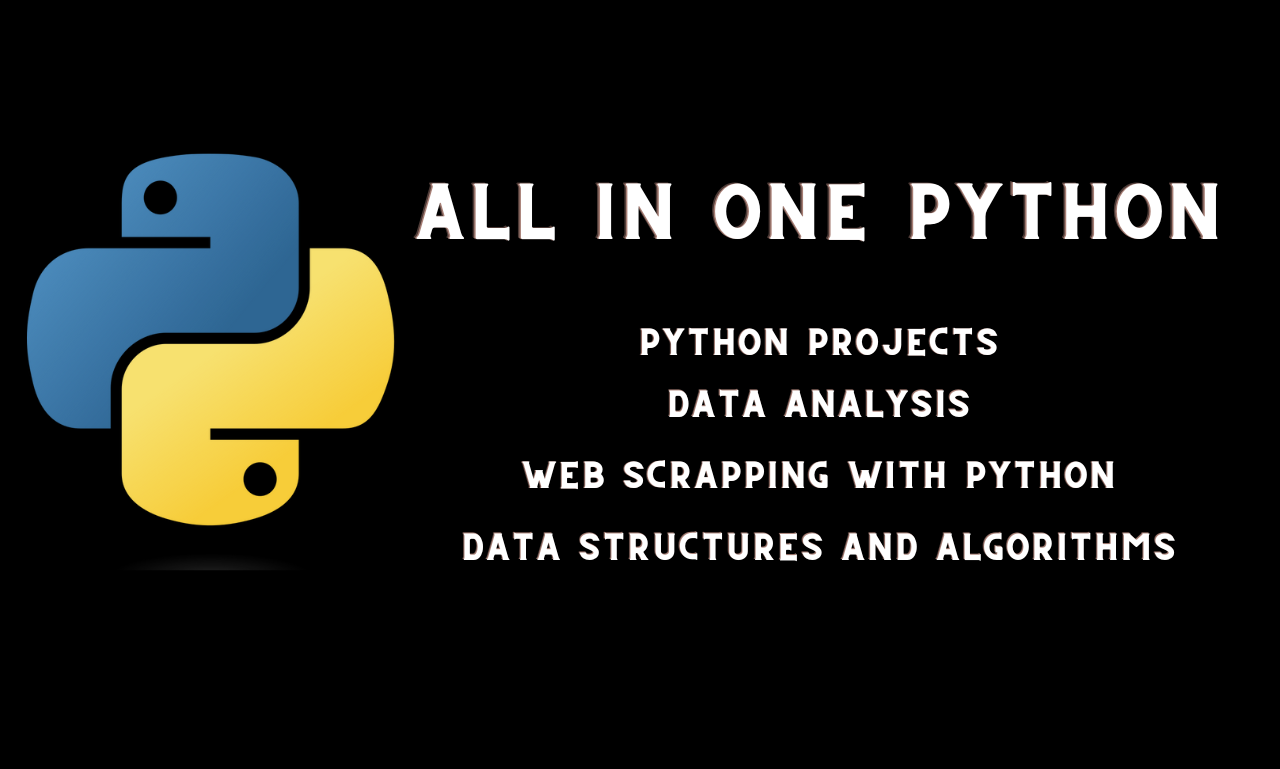 ALL IN ONE PYTHON
PYTHON PROJECTS
DATA ANALYSIS
WEB SCRAPPING WITH PYTHON
DATA STRUCTURES AND ALGORITHMS